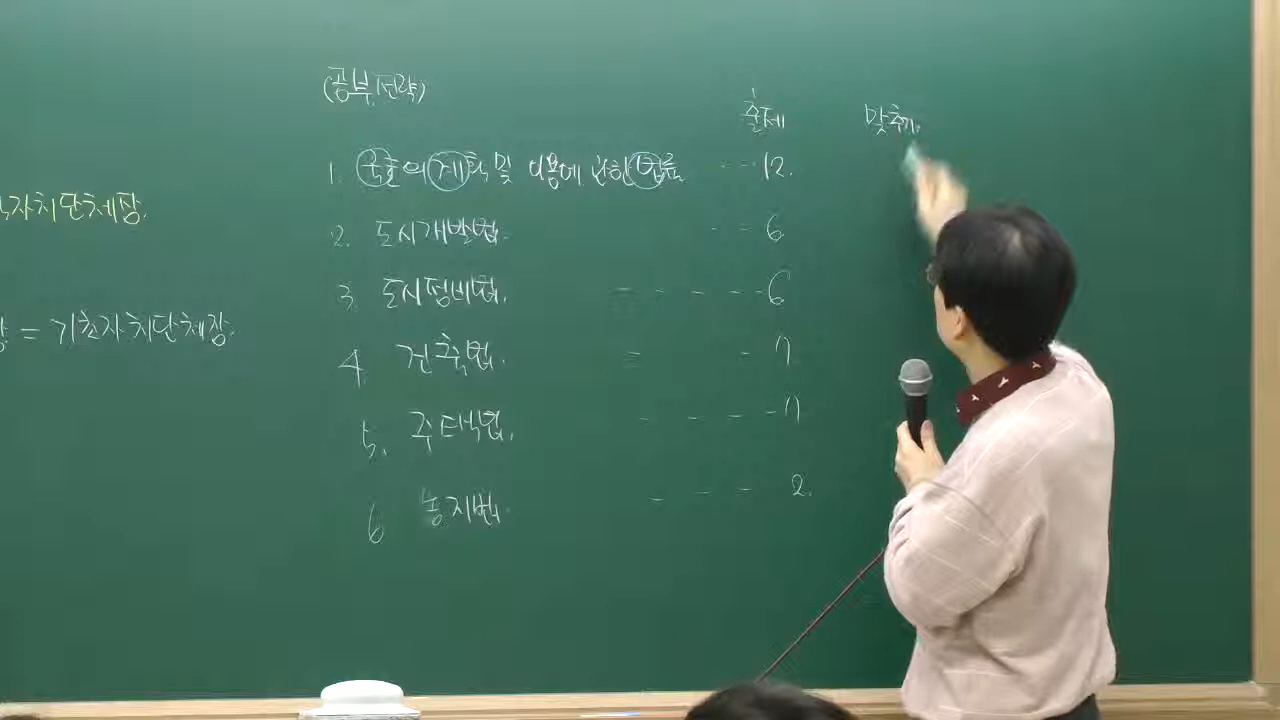 자치단체장
= 기초자치단체장
(공부전략)
출제 맞추기
1. 국토의 계획 및 이용에 관한 법률 --- 12.
2. 도시개발법. -- 6
3. 도시정비법. ---- 6
4. 건축법. -- 7
5. 주택법. ---- 7
6 농지법. --- 2.